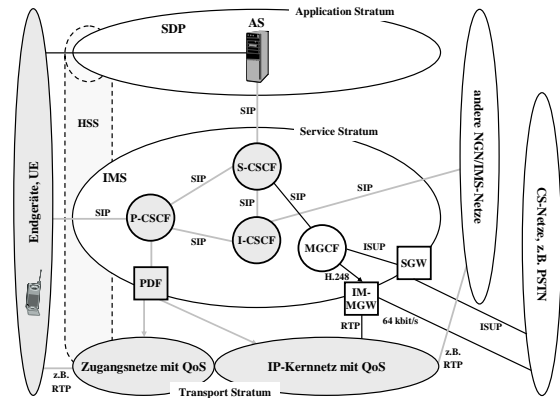 Application Stratum
SDP
AS
HSS
SIP
Service Stratum
IMS
S-CSCF
SIP
SIP
SIP
SIP
P-CSCF
SIP
SIP
I-CSCF
MGCF
ISUP
SGW
H.248
PDF
IM-
MGW
64 kbit/s
ISUP
RTP
Zugangsnetze mit QoS
IP-Kernnetz mit QoS
z.B.
RTP
z.B.
RTP
Transport Stratum
Endgeräte, UE
andere NGN/IMS-Netze
CS-Netze, z.B. PSTN